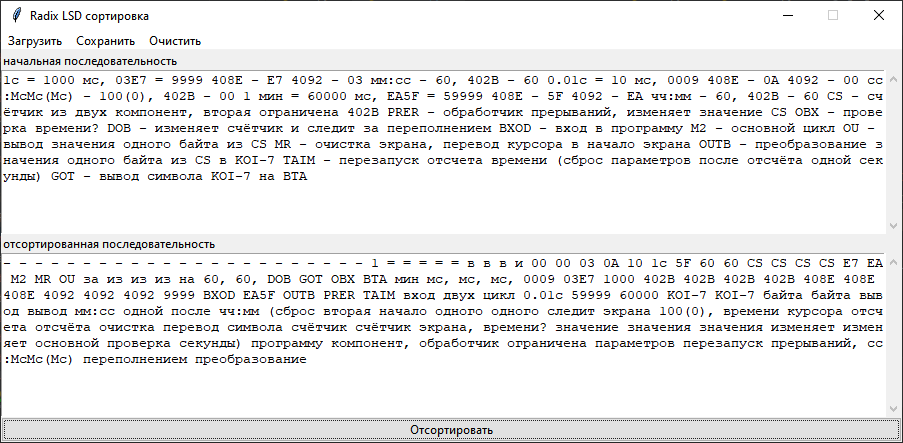 Radix LSD сортировка
Загрузить Сохранить Очистить
начальная последовательность
1с = 1000 мс, 03E7 = 9999 408E - E7 4092 - 03 мм:сс - 60, 402B - 60 0.01с = 10 мс, 0009 408E - 0A 4092 - 00 сс
:МсМс(Мс) - 100(0), 402B - 00 1 мин = 60000 мс, EA5F = 59999 408E - 5F 4092 - EA чч:мм - 60, 402B - 60 CS - сч
ётчик из двух компонент, вторая ограничена 402B PRER - обработчик прерываний, изменяет значение CS OBX - прове
рка времени? DOB - изменяет счётчик и следит за переполнением BXOD - вход в программу M2 - основной цикл OU -
вывод значения одного байта из CS MR - очистка экрана, перевод курсора в начало экрана OUTB - преобразование з
начения одного байта из CS в KOI-7 TAIM - перезапуск отсчета времени (сброс параметров после отсчёта одной сек
унды) GOT - вывод символа KOI-7 на ВТА
отсортированная последовательность
- - - - - - - - - - - - - - - - - - - - - - - 1 = = = = = в в в и 00 00 03 0A 10 1с 5F 60 60 CS CS CS CS E7 EA
M2 MR OU за из из из на 60, 60, DOB GOT OBX ВТА мин мс, мс, мс, 0009 03E7 1000 402B 402B 402B 402B 408E 408E
408E 4092 4092 4092 9999 BXOD EA5F OUTB PRER TAIM вход двух цикл 0.01с 59999 60000 KOI-7 KOI-7 байта байта выв
од вывод мм:сс одной после чч:мм (сброс вторая начало одного одного следит экрана 100(0), времени курсора отсч
ета отсчёта очистка перевод символа счётчик счётчик экрана, времени? значение значения значения изменяет измен
яет основной проверка секунды) программу компонент, обработчик ограничена параметров перезапуск прерываний, сс
:МсМс(Мс) переполнением преобразование
Отсортировать